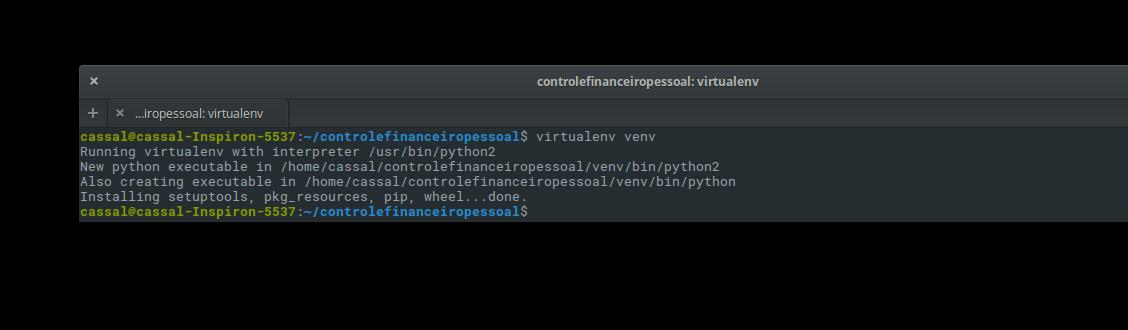 controlefinanceiropessoal: virtualenv
...iropessoal: virtualenv
cassal@cassal-Inspiron-5537:~/controlefinanceiropessoal$ virtualenv venv
Running virtualenv with interpreter /usr/bin/python2
New python executable in /home/cassal/controlefinanceiropessoal/venv/bin/python2
Also creating executable in /home/cassal/controlefinanceiropessoal/venv/bin/python
Installing setuptools, pkg_resources, pip, wheel...done.
cassal@cassal-Inspiron-5537:~/controlefinanceiropessoal$